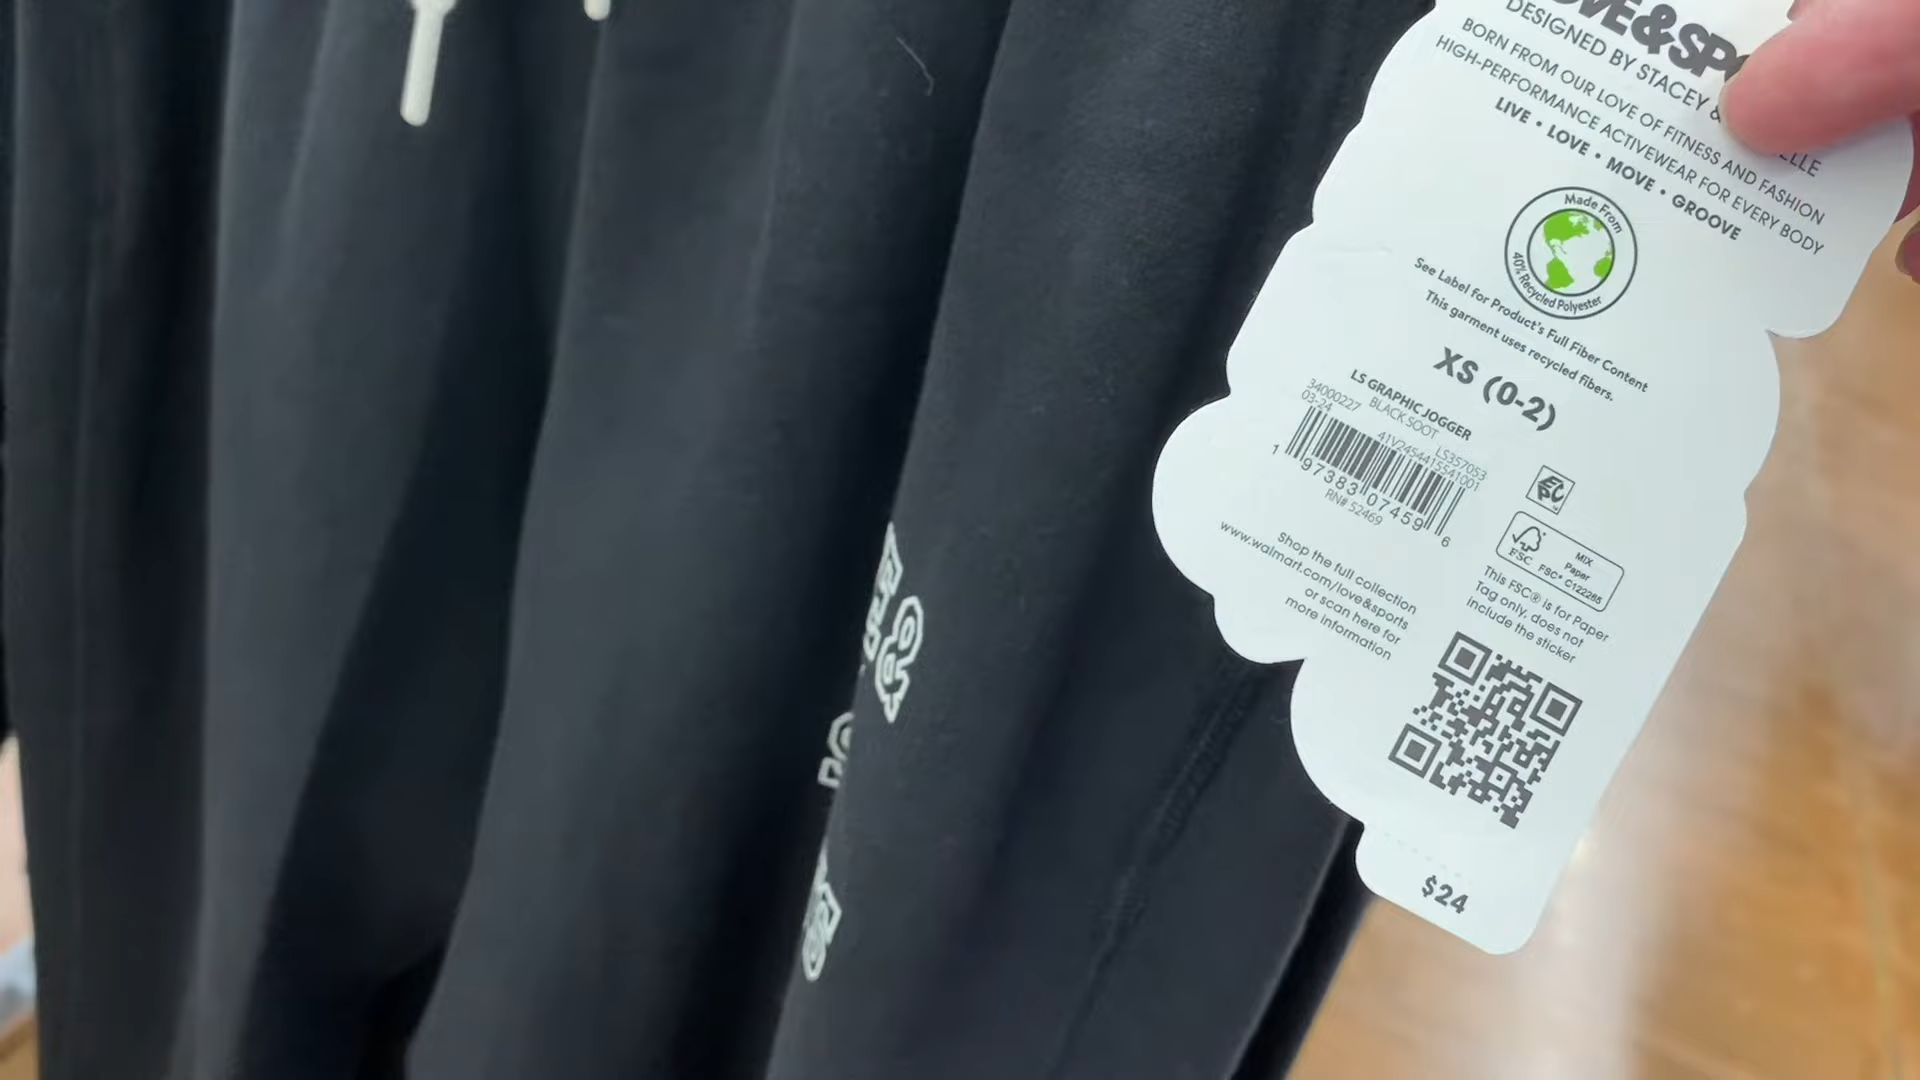 DESIGNED BY STACEY &
BORN FROM OUR LOVE OF FITNESS AND FASHION
HIGH-PERFORMANCE ACTIVEWEAR FOR EVERY BODY
LIVE • LOVE • MOVE • GROOVE
Made From
40% Recycled Polyester
See Label for Product's Full Fiber Content
This garment uses recycled fibers.
XS (0-2)
LS GRAPHIC JOGGER
34000227 BLACK SOOT
03-24 LS357053
41V2454415541001
1 97383 07459 6
RN# 52469
EPC
FSC
MIX
Paper
FSC® C122265
This FSC® is for Paper
Tag only, does not
include the sticker
Shop the full collection
www.walmart.com/love&sports
or scan here for
more information
$24
&